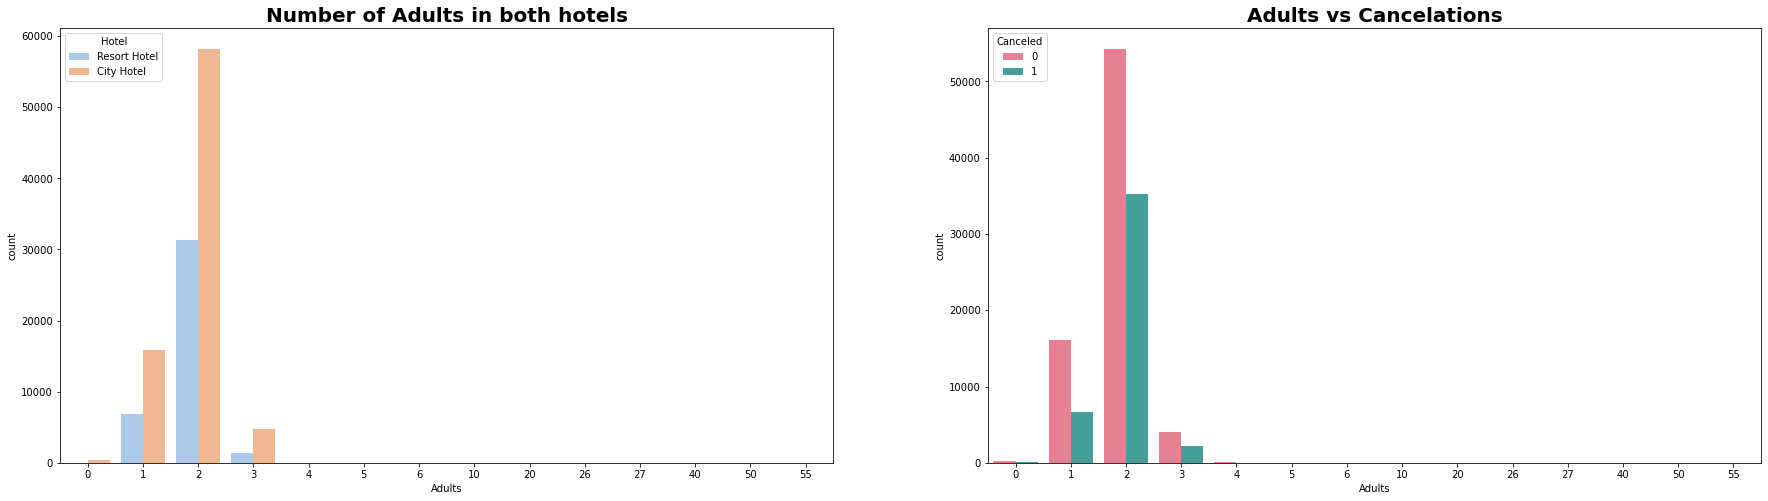 Number of Adults in both hotels
Hotel
Resort Hotel
City Hotel
60000
50000
40000
30000
20000
10000
0
count
0 1 2 3 4 5 6 10 20 26 27 40 50 55
Adults
Adults vs Cancelations
Canceled
0
1
50000
40000
30000
20000
10000
0
count
0 1 2 3 4 5 6 10 20 26 27 40 50 55
Adults